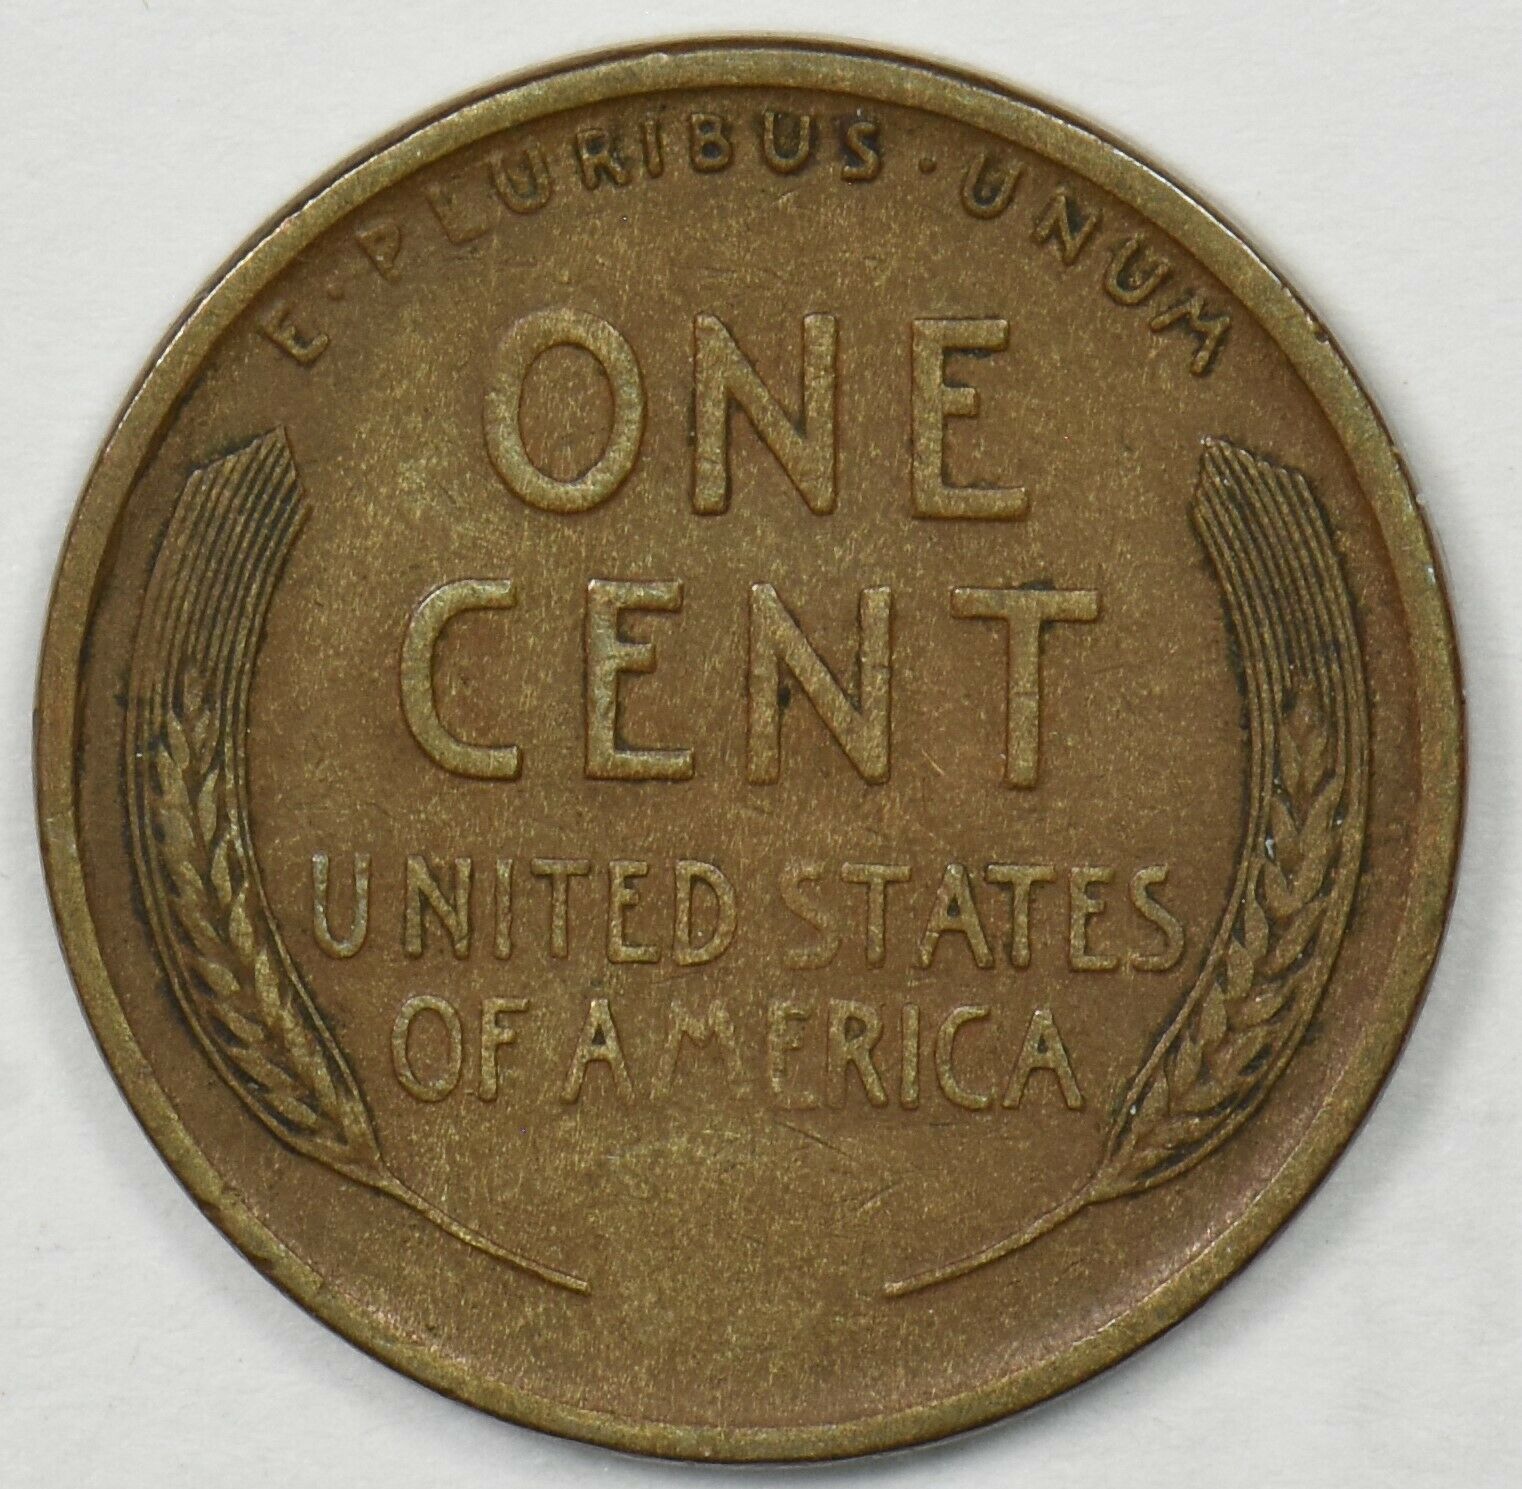 E·PLURIBUS·UNUM
ONE
CENT
UNITED STATES
OF AMERICA